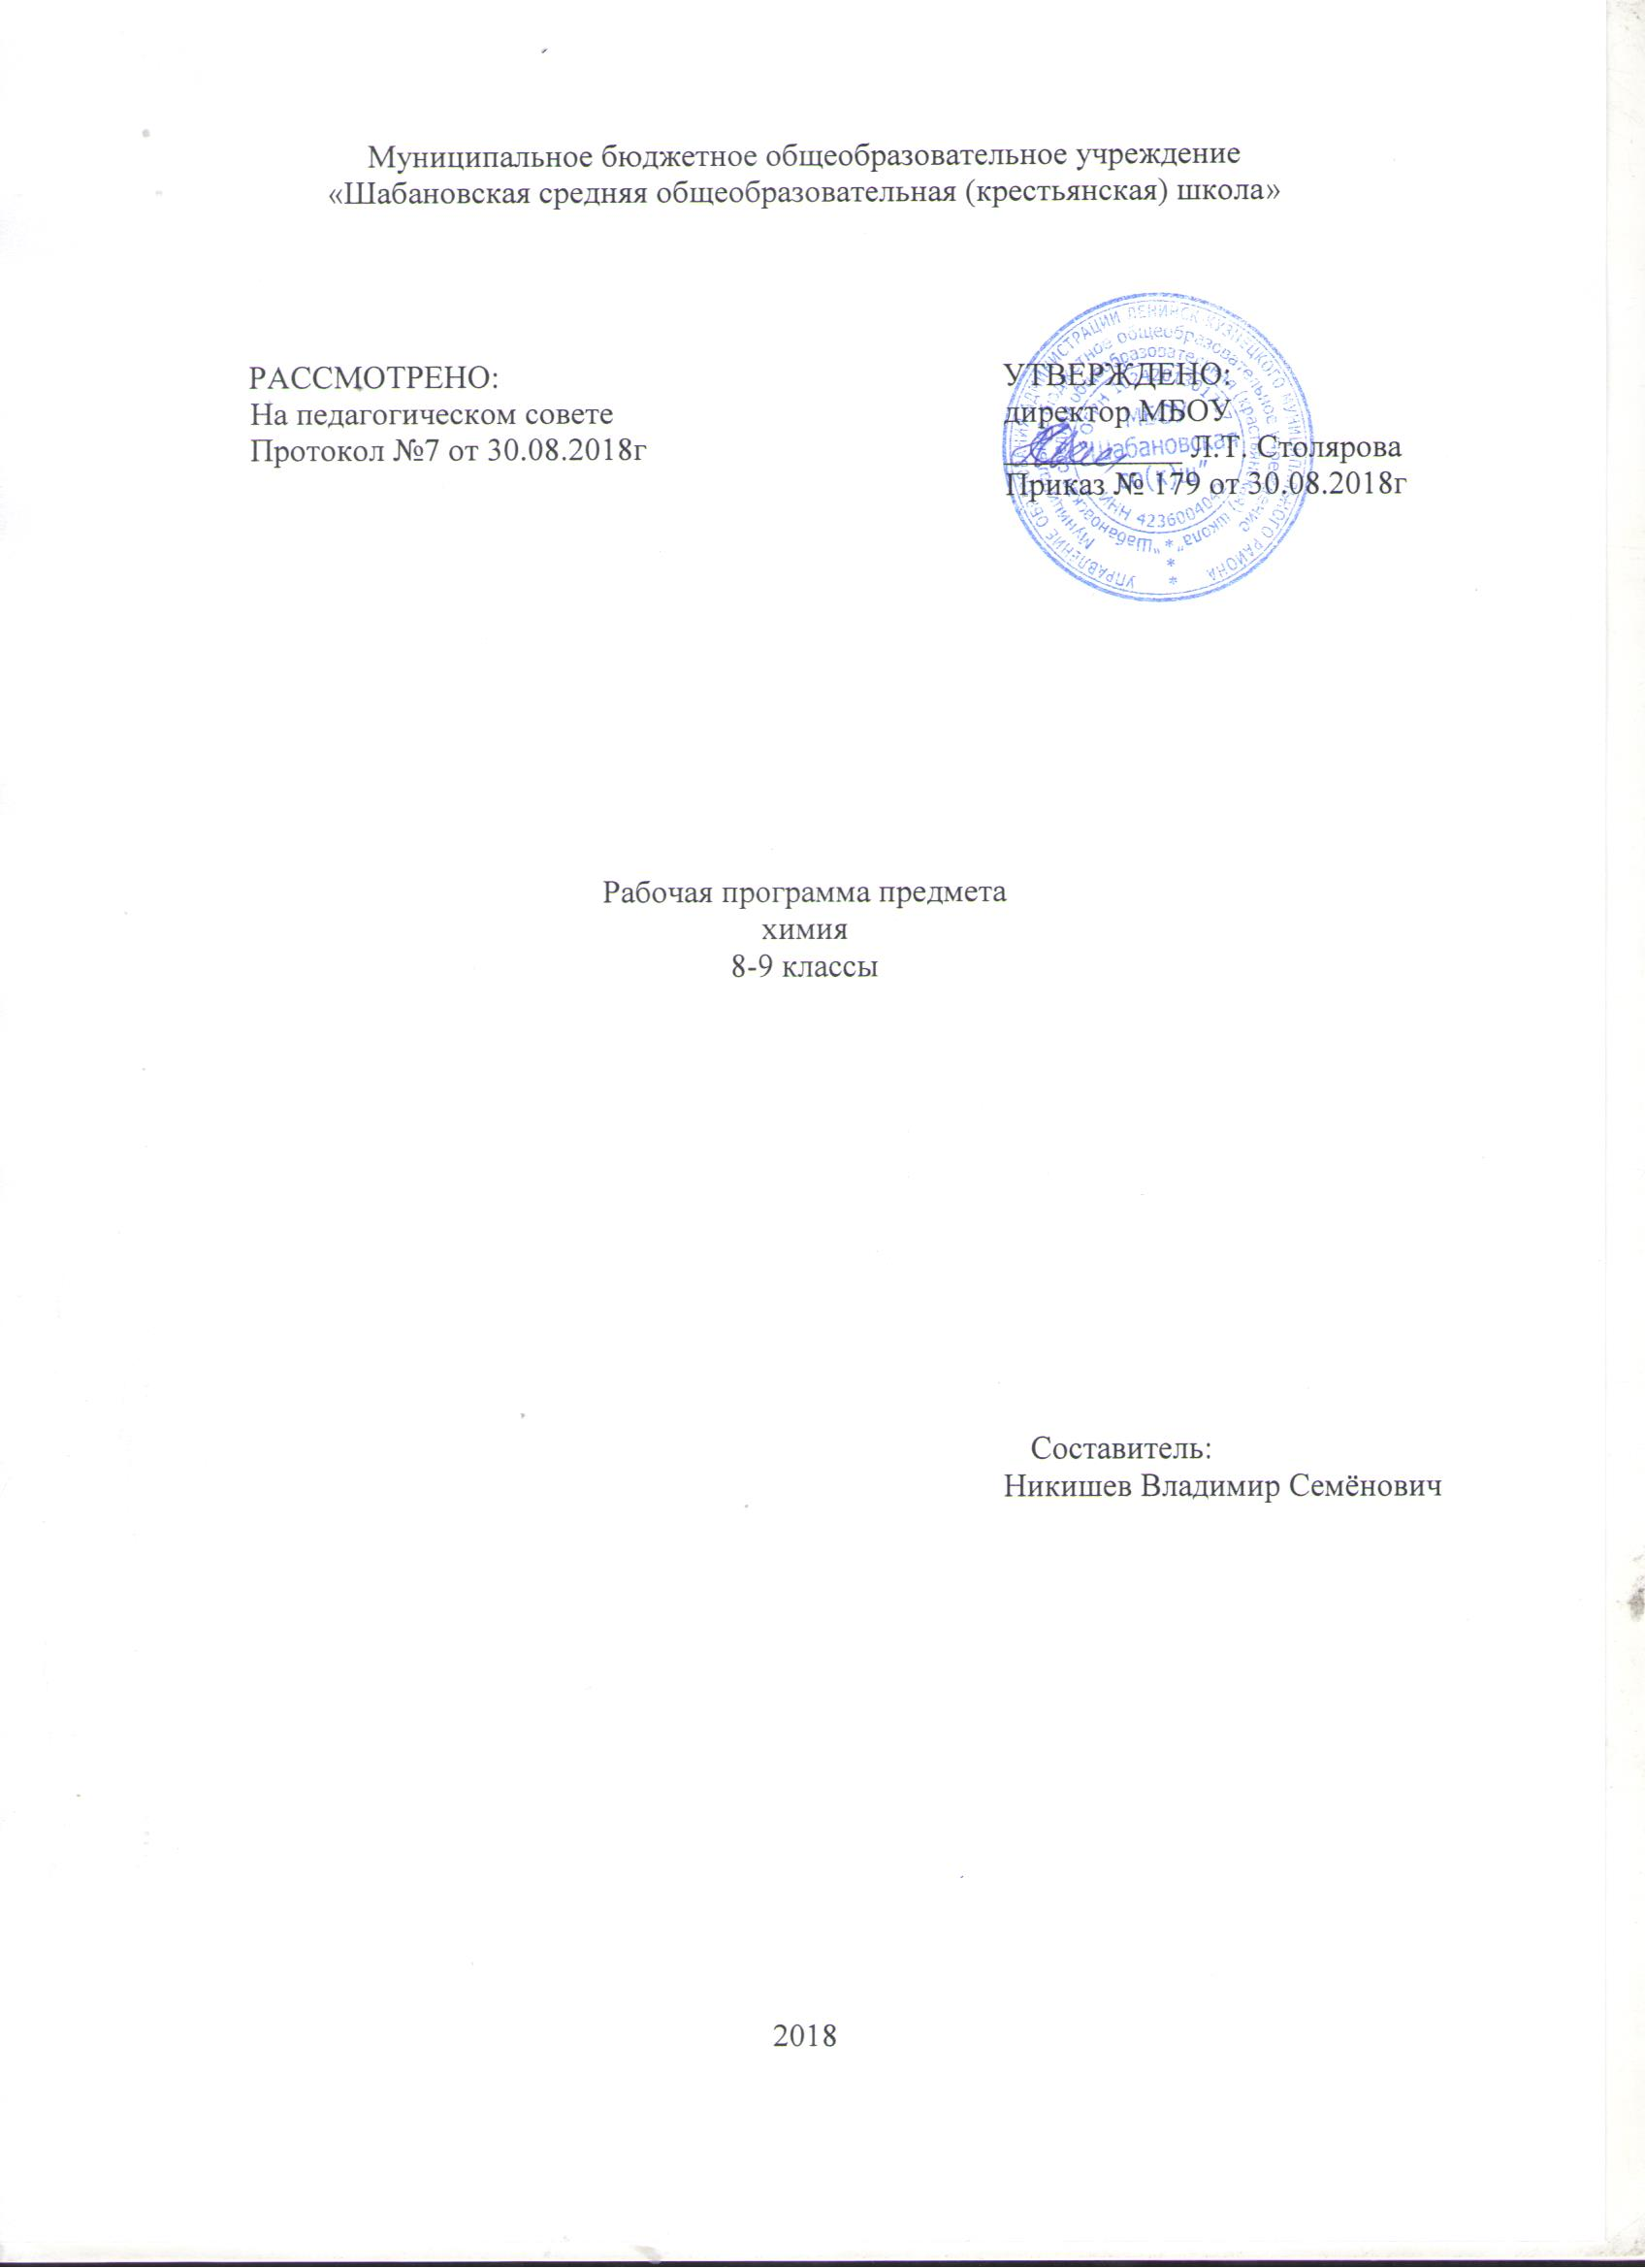 Муниципальное бюджетное общеобразовательное учреждение
«Шабановская средняя общеобразовательная (крестьянская) школа»
РАССМОТРЕНО:
На педагогическом совете
Протокол №7 от 30.08.2018г
УТВЕРЖДЕНО:
директор МБОУ
____________ Л.Т. Столярова
Приказ № 179 от 30.08.2018г
Рабочая программа предмета
химия
8-9 классы
Составитель:
Никишев Владимир Семёнович
2018